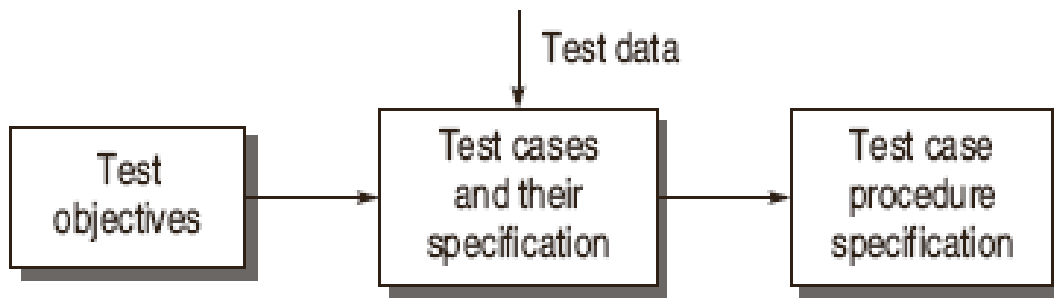 Test data
Test
objectives
Test cases
and their
specification
Test case
procedure
specification